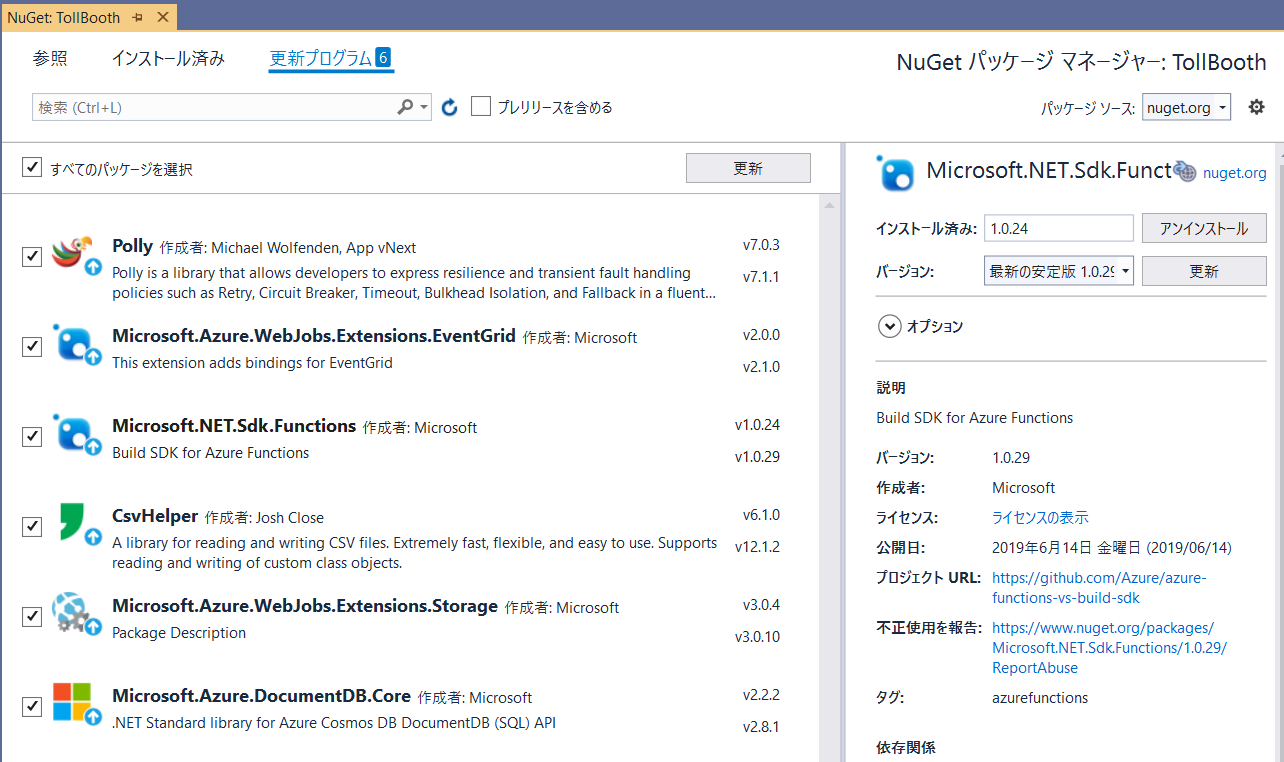 NuGet: TollBooth
参照 インストール済み 更新プログラム 6
NuGet パッケージ マネージャー: TollBooth
検索 (Ctrl+L)
プレリリースを含める
パッケージ ソース: nuget.org
すべてのパッケージを選択
更新
Polly 作成者: Michael Wolfenden, App vNext
v7.0.3
Polly is a library that allows developers to express resilience and transient fault handling
policies such as Retry, Circuit Breaker, Timeout, Bulkhead Isolation, and Fallback in a fluent...
v7.1.1
Microsoft.Azure.WebJobs.Extensions.EventGrid 作成者: Microsoft
v2.0.0
This extension adds bindings for EventGrid
v2.1.0
Microsoft.NET.Sdk.Functions 作成者: Microsoft
v1.0.24
Build SDK for Azure Functions
v1.0.29
CsvHelper 作成者: Josh Close
v6.1.0
A library for reading and writing CSV files. Extremely fast, flexible, and easy to use. Supports
reading and writing of custom class objects.
v12.1.2
Microsoft.Azure.WebJobs.Extensions.Storage 作成者: Microsoft
v3.0.4
Package Description
v3.0.10
Microsoft.Azure.DocumentDB.Core 作成者: Microsoft
v2.2.2
.NET Standard library for Azure Cosmos DB DocumentDB (SQL) API
v2.8.1
Microsoft.NET.Sdk.Funct
nuget.org
インストール済み: 1.0.24 アンインストール
バージョン: 最新の安定版 1.0.29 更新
オプション
説明
Build SDK for Azure Functions
バージョン: 1.0.29
作成者: Microsoft
ライセンス: ライセンスの表示
公開日: 2019年6月14日 金曜日 (2019/06/14)
プロジェクト URL: https://github.com/Azure/azure-
functions-vs-build-sdk
不正使用を報告: https://www.nuget.org/packages/
Microsoft.NET.Sdk.Functions/1.0.29/
ReportAbuse
タグ: azurefunctions
依存関係